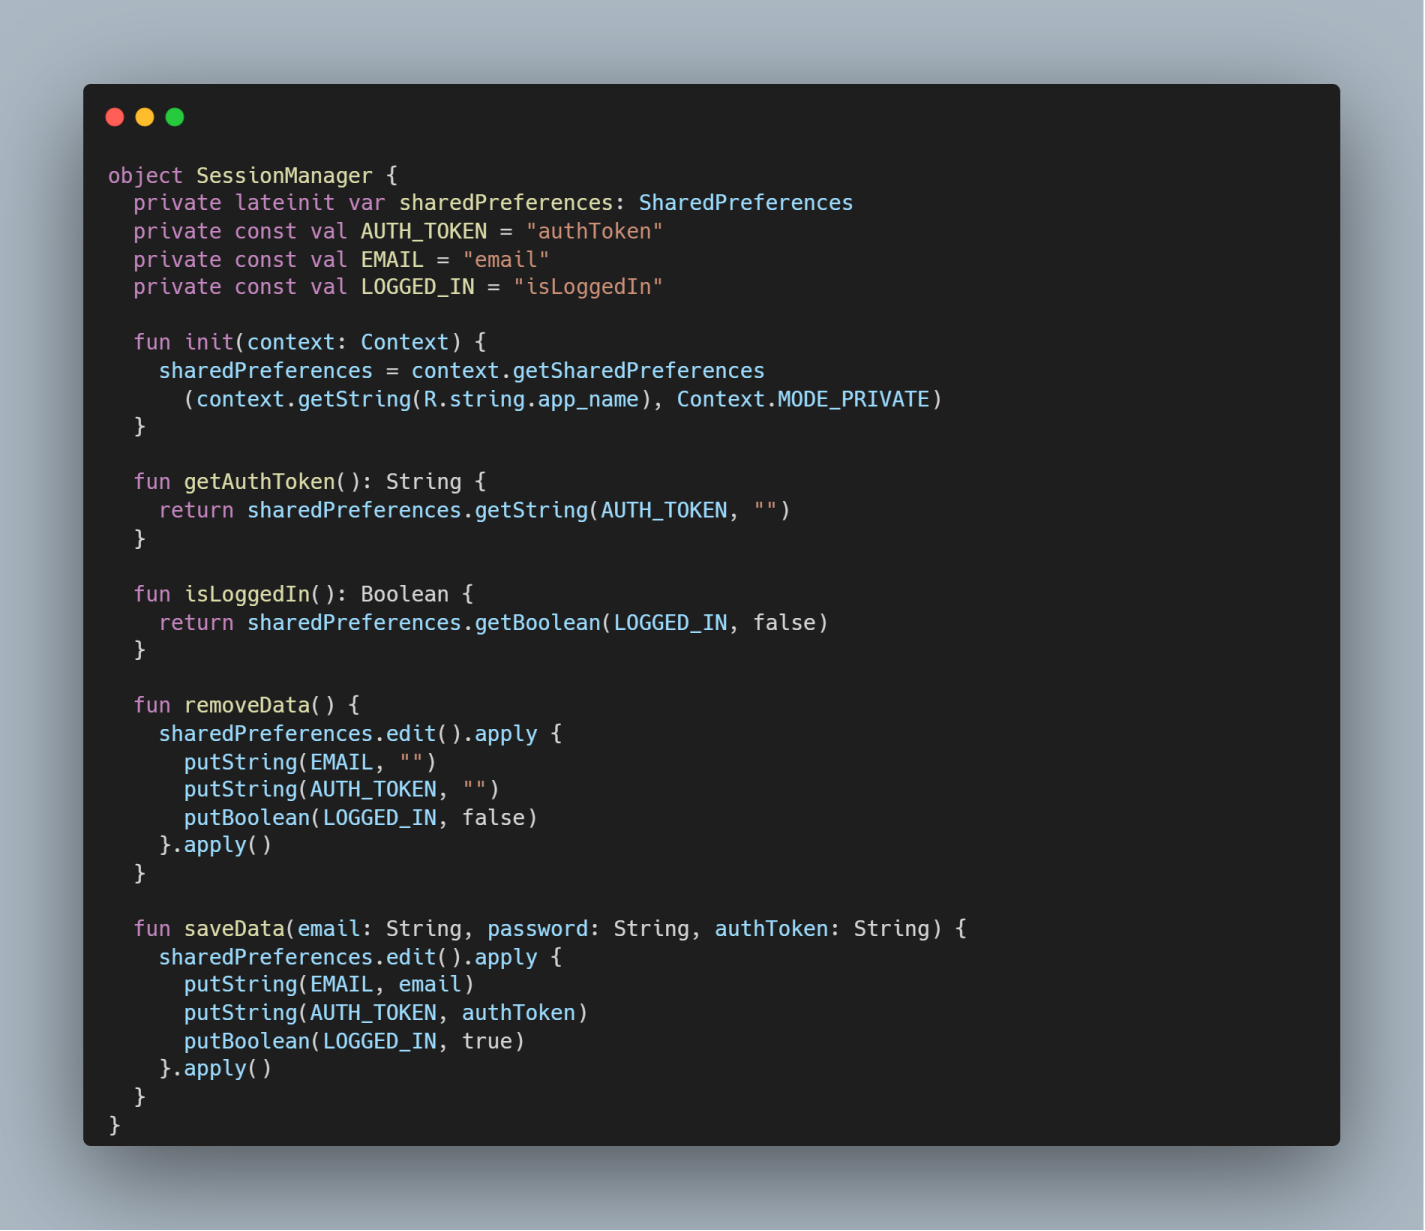 object SessionManager {
  private lateinit var sharedPreferences: SharedPreferences
  private const val AUTH_TOKEN = "authToken"
  private const val EMAIL = "email"
  private const val LOGGED_IN = "isLoggedIn"

  fun init(context: Context) {
    sharedPreferences = context.getSharedPreferences
      (context.getString(R.string.app_name), Context.MODE_PRIVATE)
  }

  fun getAuthToken(): String {
    return sharedPreferences.getString(AUTH_TOKEN, "")
  }

  fun isLoggedIn(): Boolean {
    return sharedPreferences.getBoolean(LOGGED_IN, false)
  }

  fun removeData() {
    sharedPreferences.edit().apply {
      putString(EMAIL, "")
      putString(AUTH_TOKEN, "")
      putBoolean(LOGGED_IN, false)
    }.apply()
  }

  fun saveData(email: String, password: String, authToken: String) {
    sharedPreferences.edit().apply {
      putString(EMAIL, email)
      putString(AUTH_TOKEN, authToken)
      putBoolean(LOGGED_IN, true)
    }.apply()
  }
}